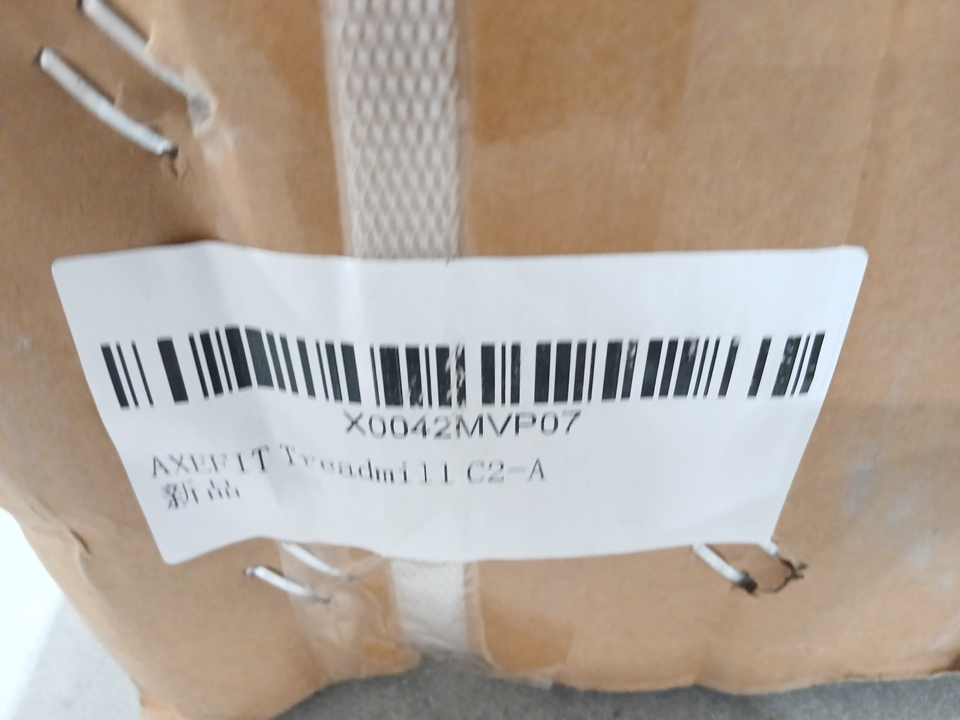 X0042MVP07
AXEFIT Treadmill C2-A
新品